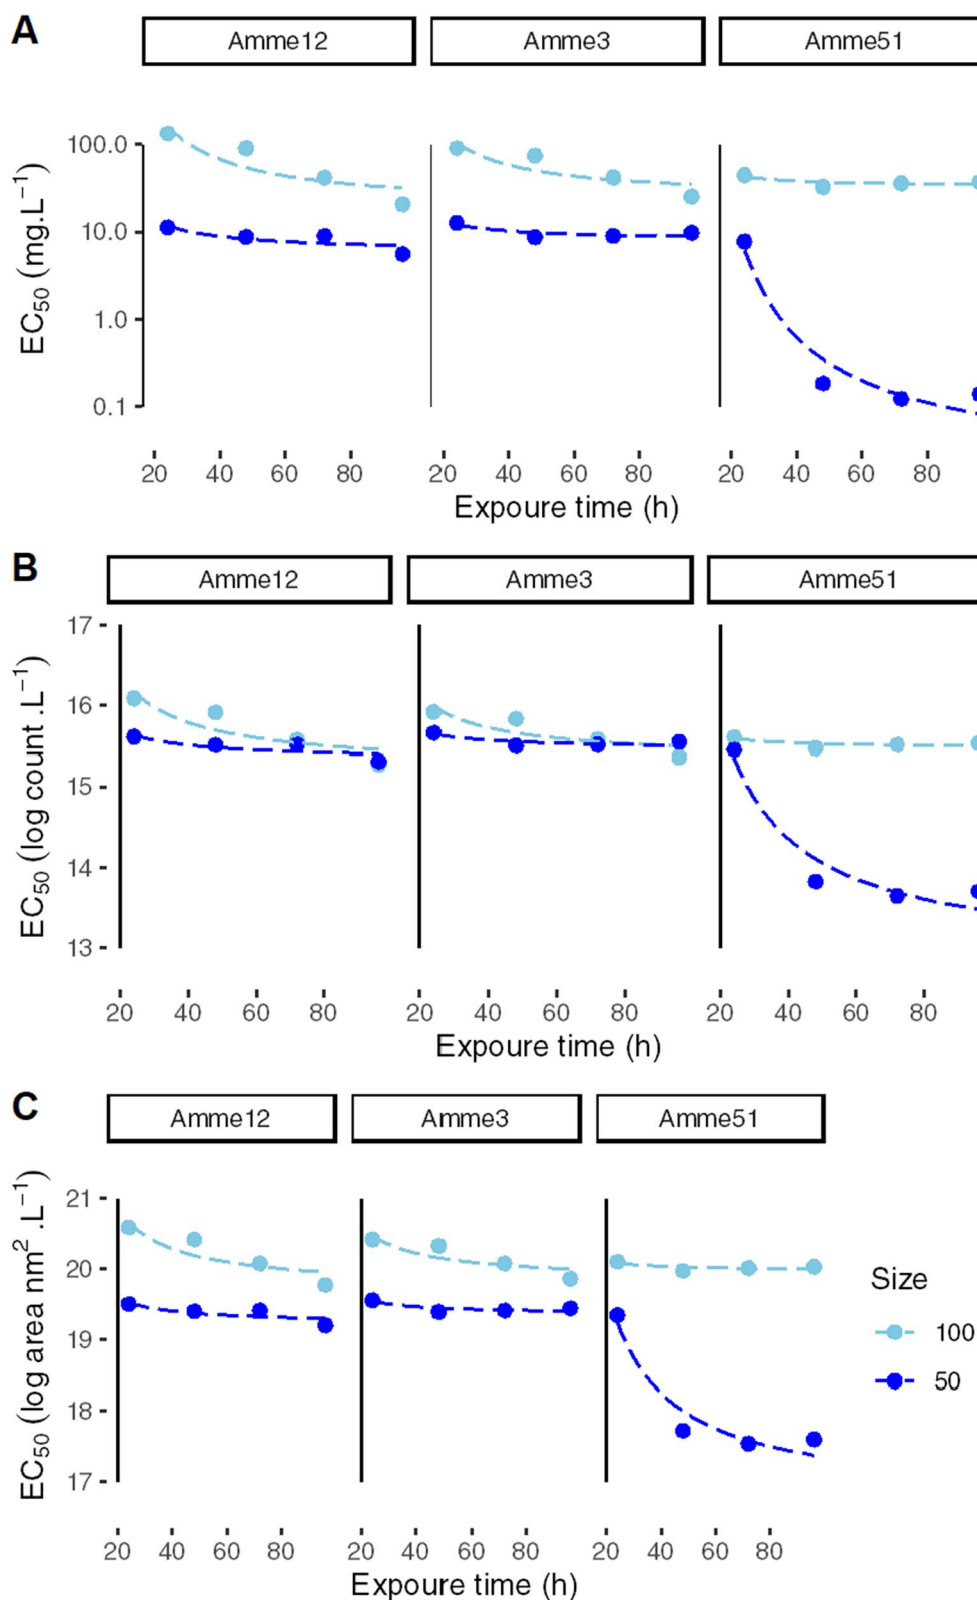 A
Amme12 Amme3 Amme51
EC50 (mg.L−1)
100.0
10.0
1.0
0.1
20 40 60 80 20 40 60 80 20 40 60 80
Expoure time (h)
B
Amme12 Amme3 Amme51
EC50 (log count .L−1)
17
16
15
14
13
20 40 60 80 20 40 60 80 20 40 60 80
Expoure time (h)
C
Amme12 Amme3 Amme51
EC50 (log area nm2 .L−1)
21
20
19
18
17
20 40 60 80 20 40 60 80 20 40 60 80
Expoure time (h)
Size
100
50